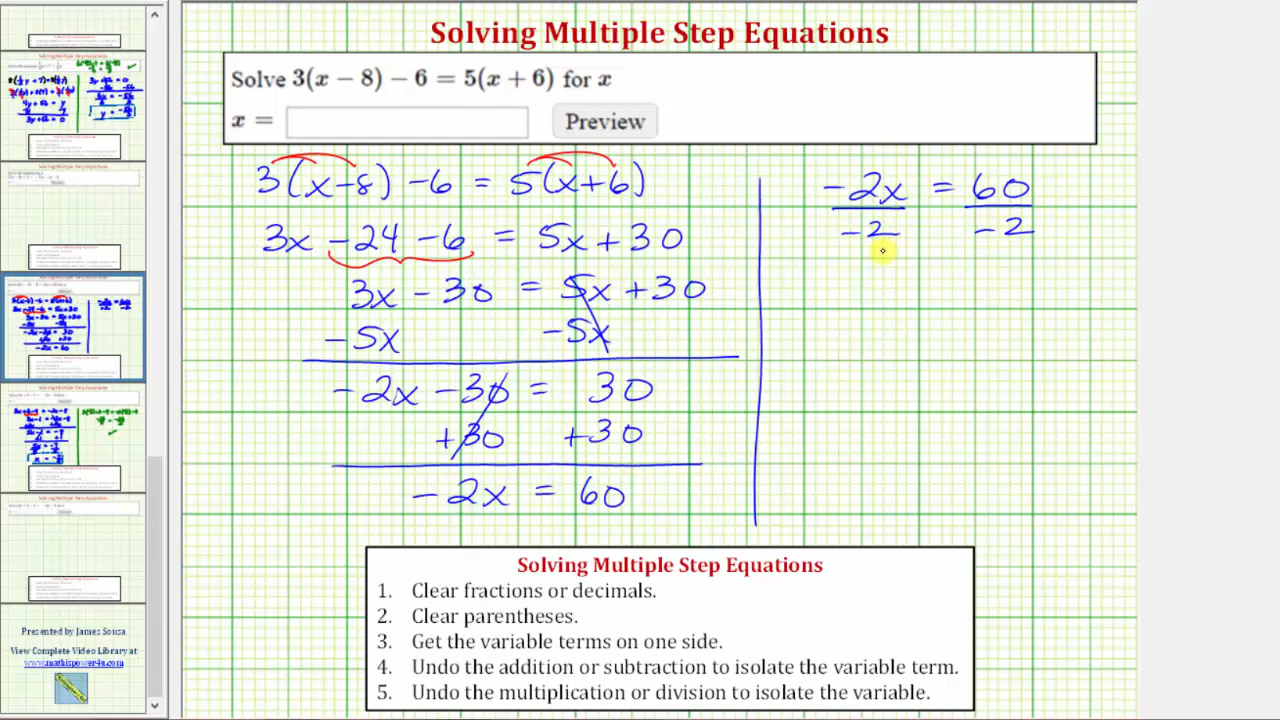 Solving Multiple Step Equations
Solve 3(x − 8) − 6 = 5(x + 6) for x
x =
Preview
3(x-8) -6 = 5(x+6)
3x -24 -6 = 5x +30
3x - 30 = 5x +30
-5x -5x
-2x -30 = 30
+30 +30
-2x = 60
-2x = 60
-2 -2
Solving Multiple Step Equations
1. Clear fractions or decimals.
2. Clear parentheses.
3. Get the variable terms on one side.
4. Undo the addition or subtraction to isolate the variable term.
5. Undo the multiplication or division to isolate the variable.
Presented by James Sousa
View Complete Video Library at
www.mathispower4u.com